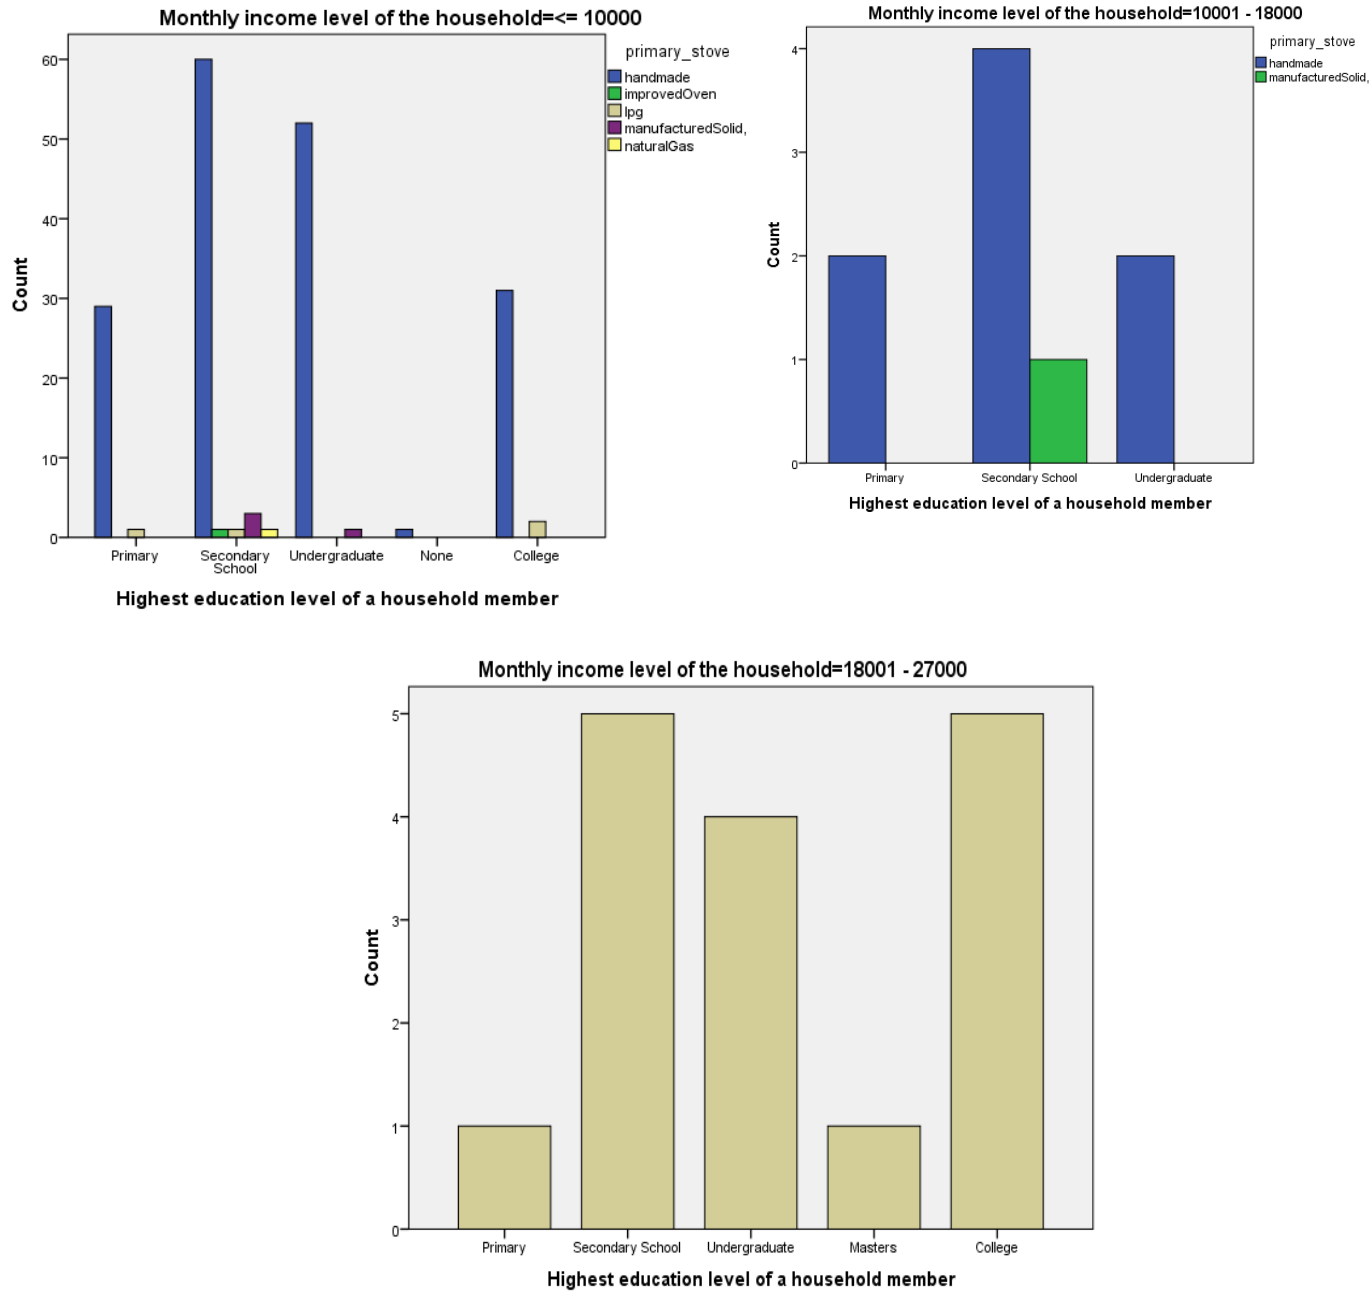 Monthly income level of the household=<= 10000
primary_stove
handmade
improvedOven
lpg
manufacturedSolid,
naturalGas
60
50
40
30
20
10
0
Count
Primary
Secondary
School
Undergraduate
None
College
Highest education level of a household member
Monthly income level of the household=10001 - 18000
primary_stove
handmade
manufacturedSolid,
4
3
2
1
0
Count
Primary
Secondary School
Undergraduate
Highest education level of a household member
Monthly income level of the household=18001 - 27000
5
4
3
2
1
0
Count
Primary
Secondary School
Undergraduate
Masters
College
Highest education level of a household member